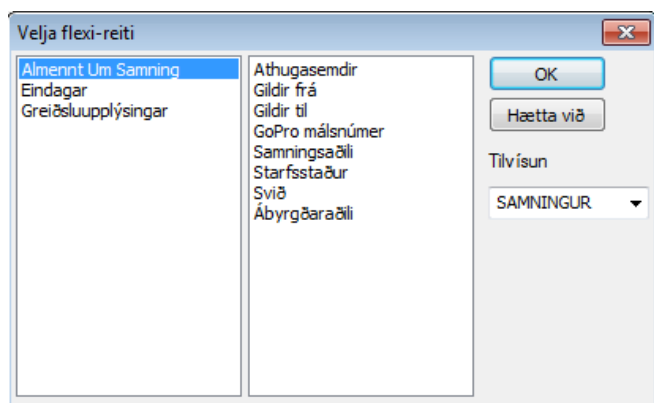 Velja flexi-reiti
Almennt Um Samning
Eindagar
Greiðsluupplýsingar
Athugasemdir
Gildir frá
Gildir til
GoPro málsnúmer
Samningsaðili
Starfsstaður
Svið
Ábyrgðaraðili
OK
Hætta við
Tilvísun
SAMNINGUR